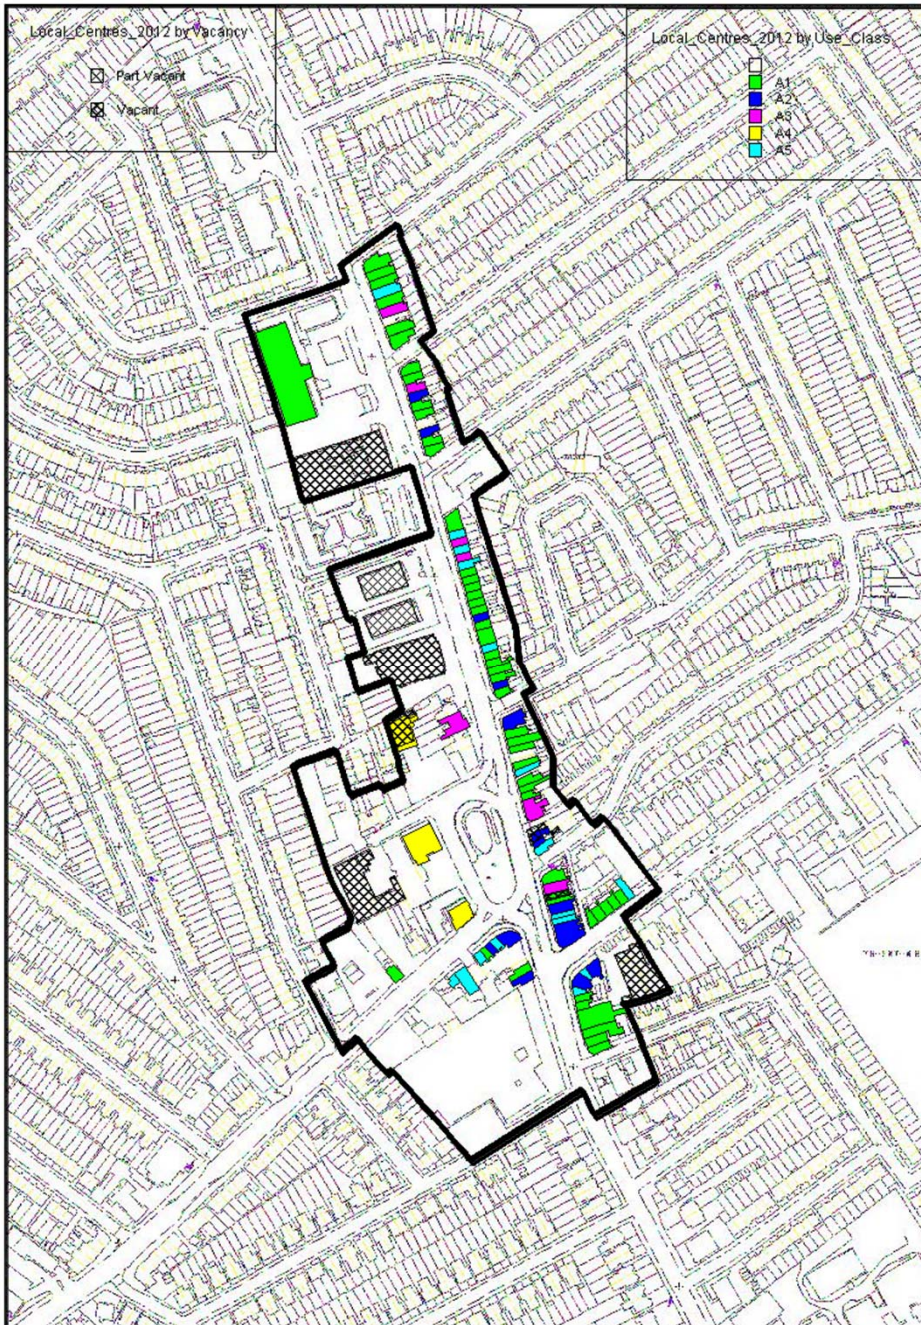 Local_Centres_2012 by Vacancy
Part Vacant
Vacant
Local_Centres_2012 by Use_Class
A1
A2
A3
A4
A5